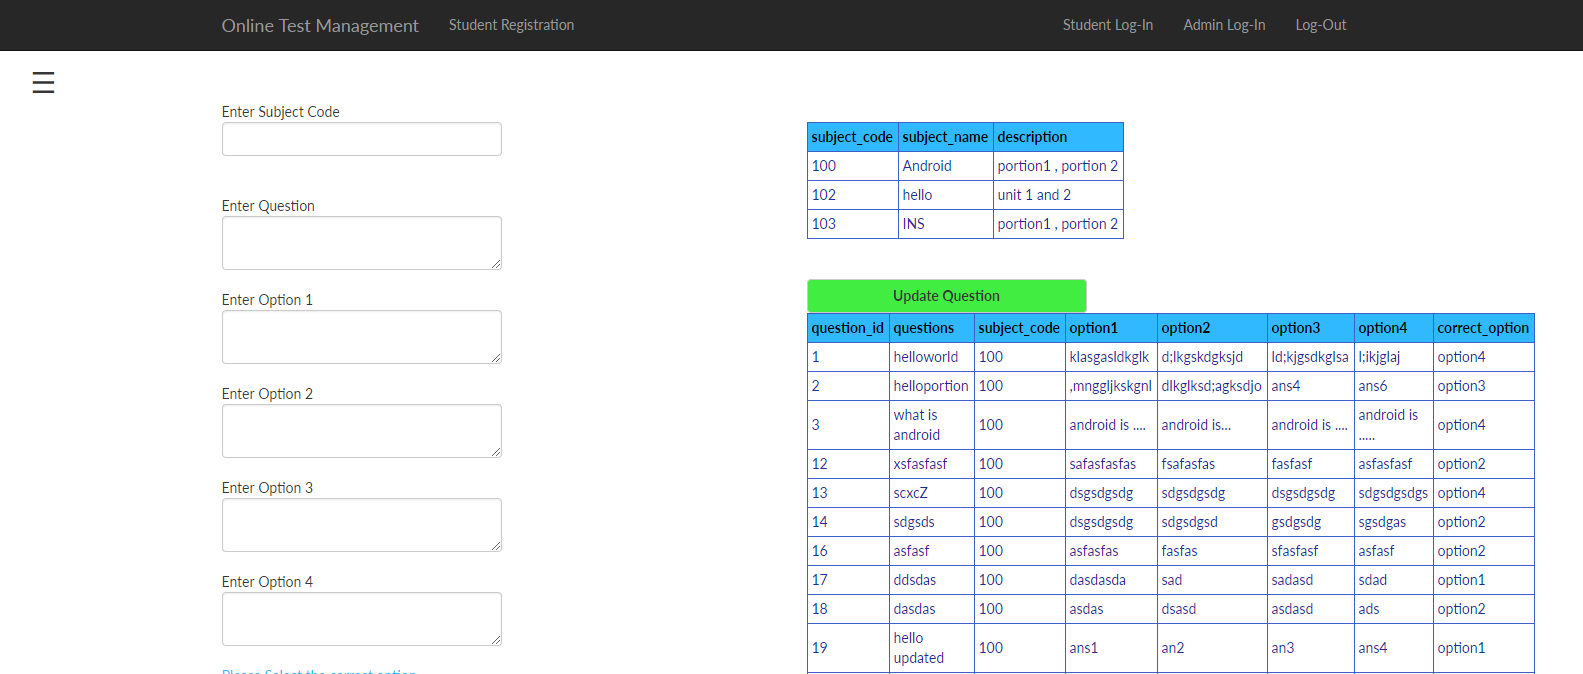 Online Test Management Student Registration Student Log-In Admin Log-In Log-Out
Enter Subject Code
Enter Question
Enter Option 1
Enter Option 2
Enter Option 3
Enter Option 4
Please Select the correct option
subject_code subject_name description
100 Android portion1 , portion 2
102 hello unit 1 and 2
103 INS portion1 , portion 2
Update Question
question_id questions subject_code option1 option2 option3 option4 correct_option
1 helloworld 100 klasgasldkglk d;lkgskdgksjd ld;kjgsdkglsa l;ikjglaj option4
2 helloportion 100 ,mnggljkskgnl dlkglksd;agksdjo ans4 ans6 option3
3 what is android 100 android is .... android is... android is .... android is ..... option4
12 xsfasfasf 100 safasfasfas fsafasfas fasfasf asfasfasf option2
13 scxcZ 100 dsgsdgsdg sdgsdgsdg dsgsdgsdg sdgsdgsdgs option4
14 sdgsds 100 dsgsdgsdg sdgsdgsd gsdgsdg sgsdgas option2
16 asfasf 100 asfasfas fasfas sfasfasf asfasf option2
17 ddsdas 100 dasdasda sad sadasd sdad option1
18 dasdas 100 asdas dsasd asdasd ads option2
19 hello updated 100 ans1 an2 an3 ans4 option1